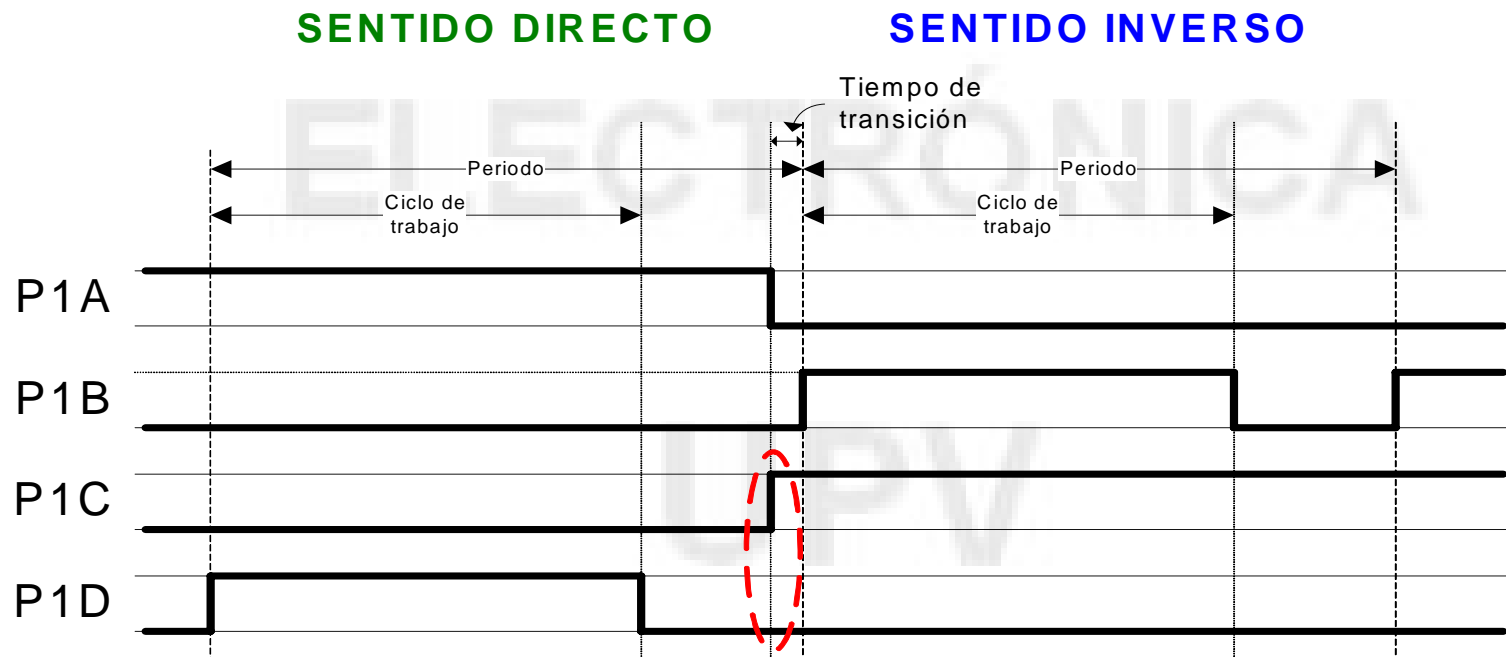 SENTIDO DIRECTO
SENTIDO INVERSO
ELECTRÓNICA
Tiempo de
transición
Periodo
Periodo
Ciclo de
trabajo
Ciclo de
trabajo
P1A
P1B
P1C
UPV
P1D